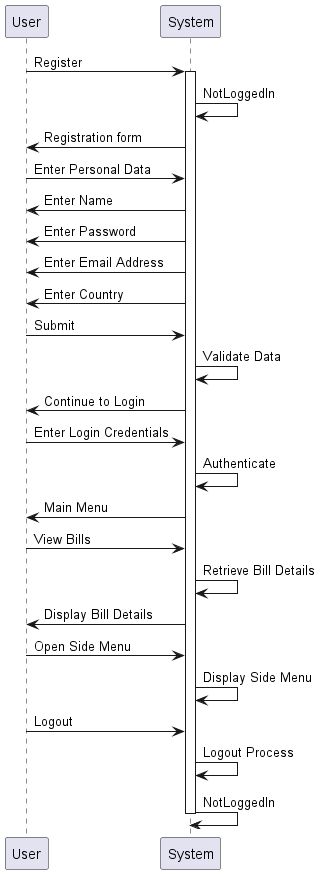 User System
Register
NotLoggedIn
Registration form
Enter Personal Data
Enter Name
Enter Password
Enter Email Address
Enter Country
Submit
Validate Data
Continue to Login
Enter Login Credentials
Authenticate
Main Menu
View Bills
Retrieve Bill Details
Display Bill Details
Open Side Menu
Display Side Menu
Logout
Logout Process
NotLoggedIn
User System